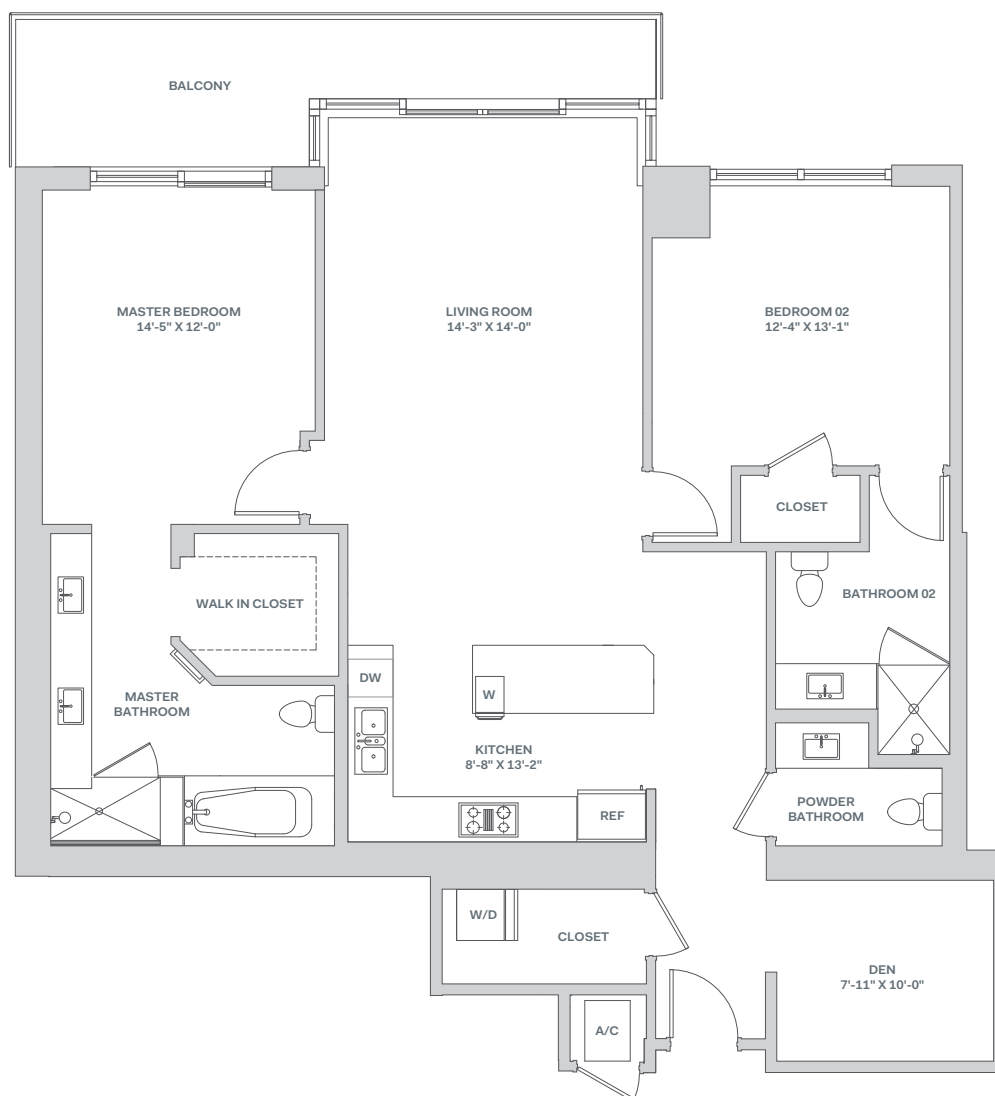 BALCONY
MASTER BEDROOM
14'-5" X 12'-0"
LIVING ROOM
14'-3" X 14'-0"
BEDROOM 02
12'-4" X 13'-1"
CLOSET
WALK IN CLOSET
BATHROOM 02
DW
W
MASTER
BATHROOM
KITCHEN
8'-8" X 13'-2"
REF
POWDER
BATHROOM
W/D
CLOSET
DEN
7'-11" X 10'-0"
A/C